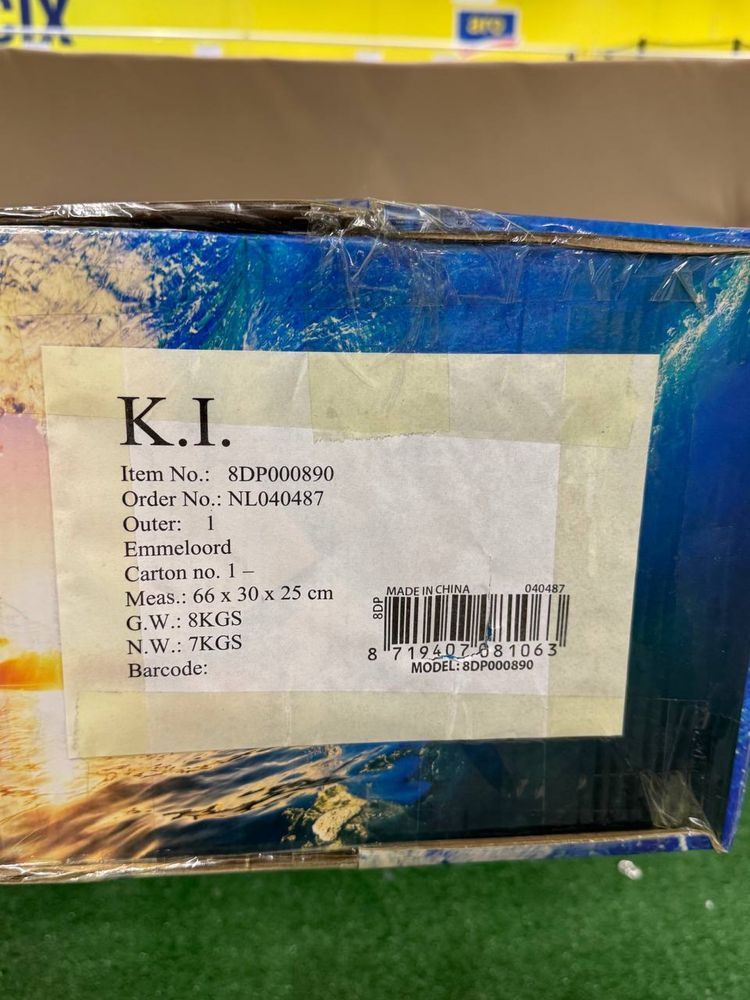 aro
K.I.
Item No.: 8DP000890
Order No.: NL040487
Outer: 1
Emmeloord
Carton no. 1 –
Meas.: 66 x 30 x 25 cm
G.W.: 8KGS
N.W.: 7KGS
Barcode:
MADE IN CHINA 040487
8DP
8 719407 081063
MODEL: 8DP000890